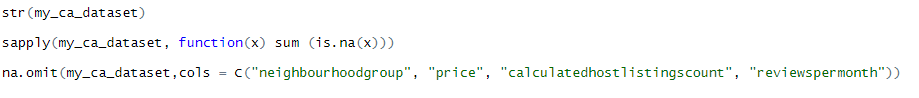 str(my_ca_dataset)
sapply(my_ca_dataset, function(x) sum (is.na(x)))
na.omit(my_ca_dataset,cols = c("neighbourhoodgroup", "price", "calculatedhostlistingscount", "reviewspermonth"))